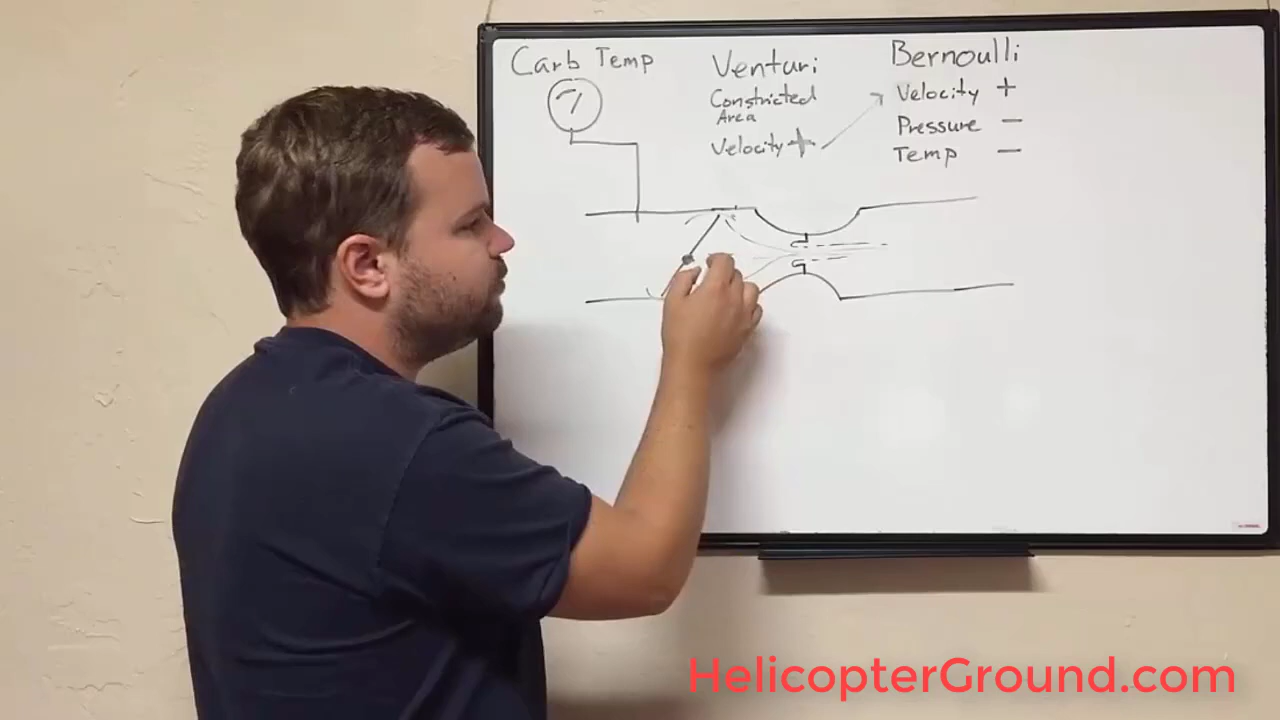 Carb Temp
Venturi
Constricted
Area
Velocity +
Bernoulli
Velocity +
Pressure -
Temp -
HelicopterGround.com